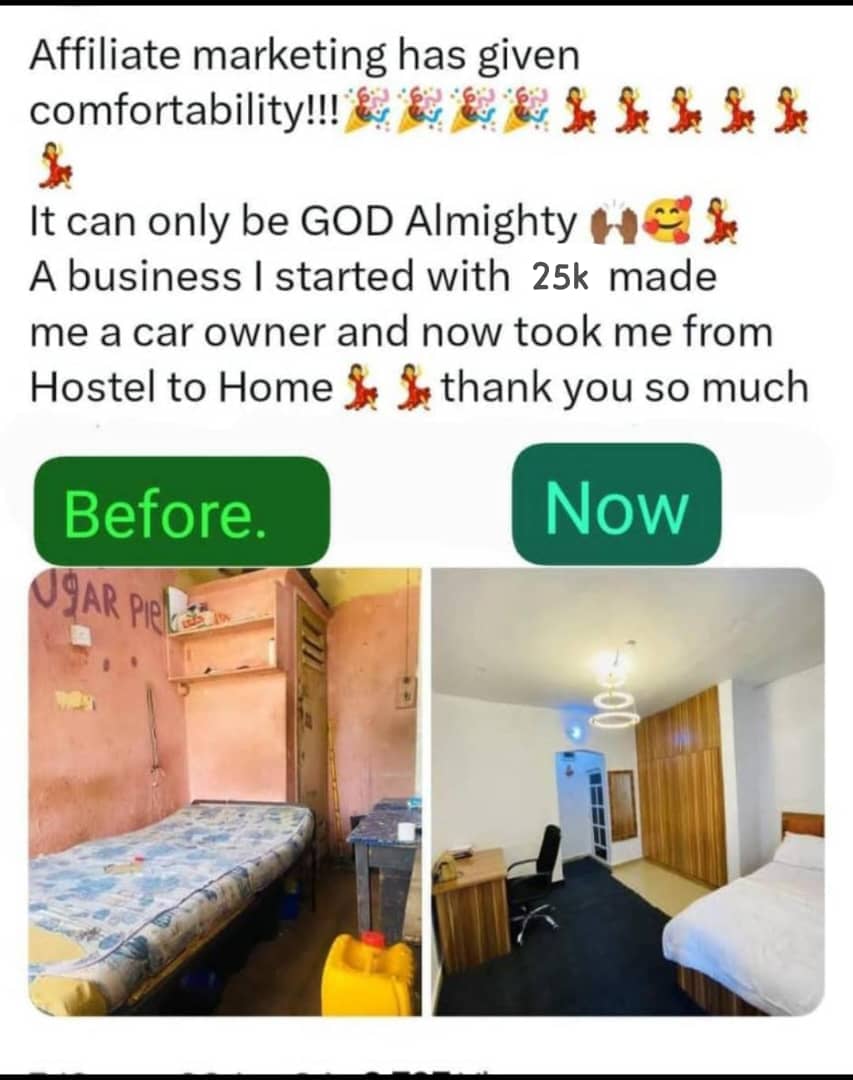 Affiliate marketing has given
comfortability!!!🎉🎉🎉🎉💃💃💃💃💃
💃
It can only be GOD Almighty 🙌🏾🥰💃
A business I started with 25k made
me a car owner and now took me from
Hostel to Home💃💃thank you so much
Before.
Now
UgAR PIE